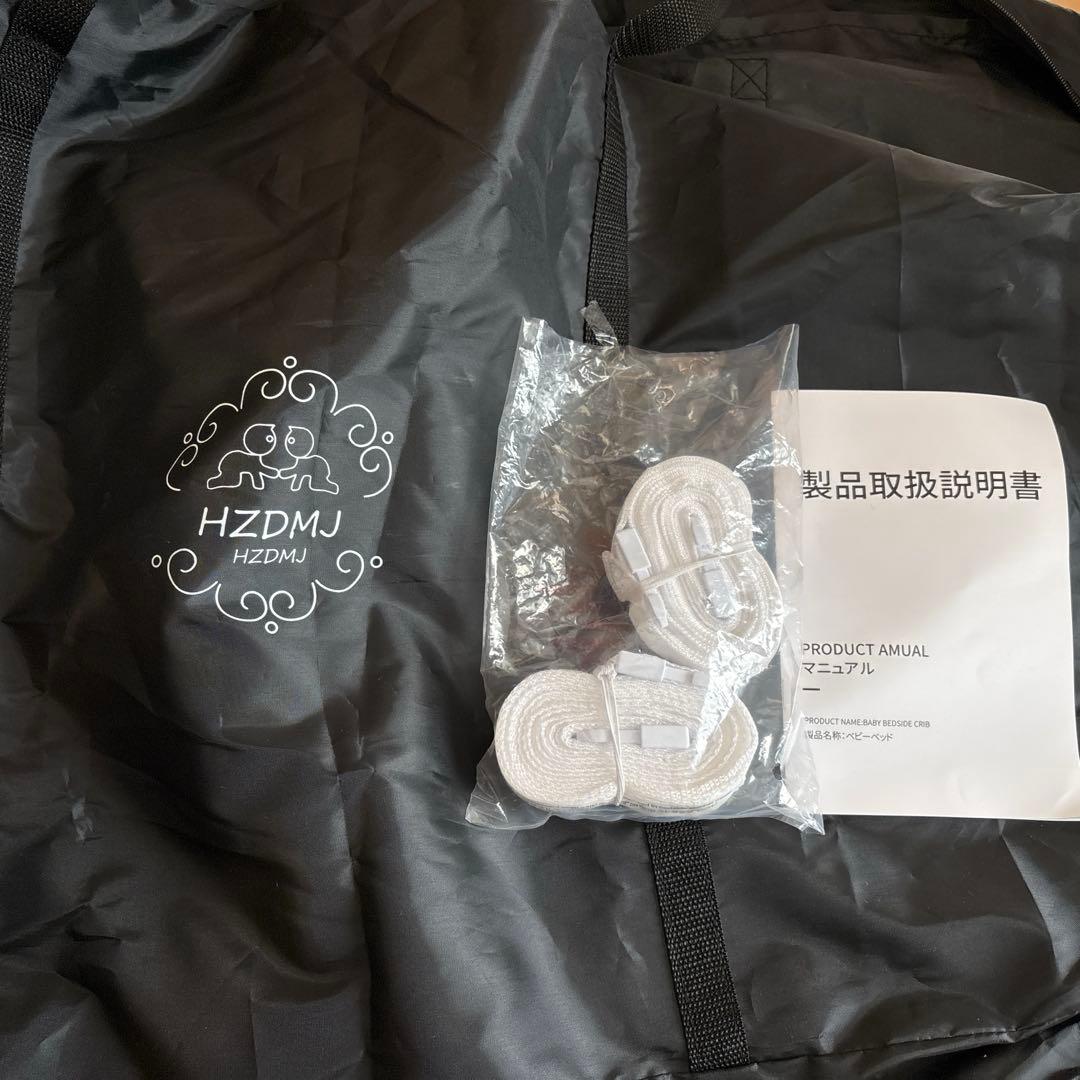 HZDMJ
HZDMJ
製品取扱説明書
PRODUCT AMUAL
マニュアル
PRODUCT NAME:BABY BEDSIDE CRIB
製品名称:ベビーベッド